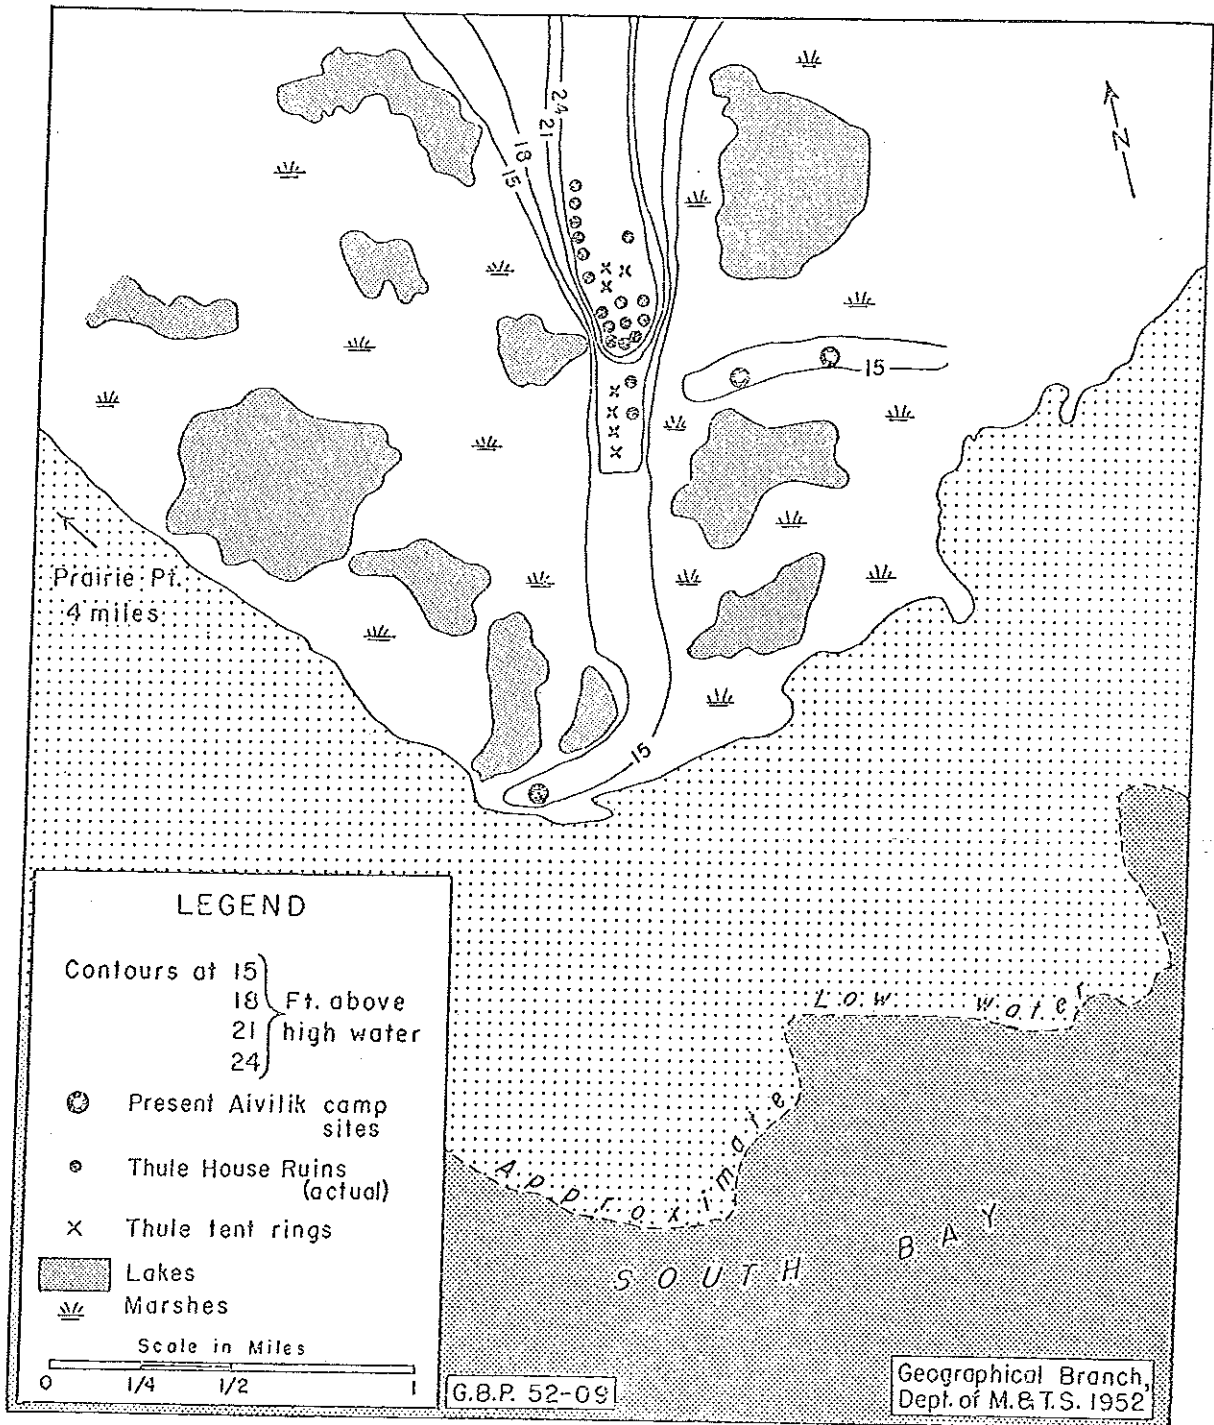 24
21
18
15
N
15
Prairie Pt.
4 miles
15
LEGEND
Contours at 15
18 Ft. above
21 high water
24
Present Aivilik camp
sites
Thule House Ruins
(actual)
Thule tent rings
Lakes
Marshes
Scale in Miles
0 1/4 1/2 1
Approximate Low water
SOUTH BAY
G.B.P. 52-09
Geographical Branch,
Dept. of M.&T.S. 1952